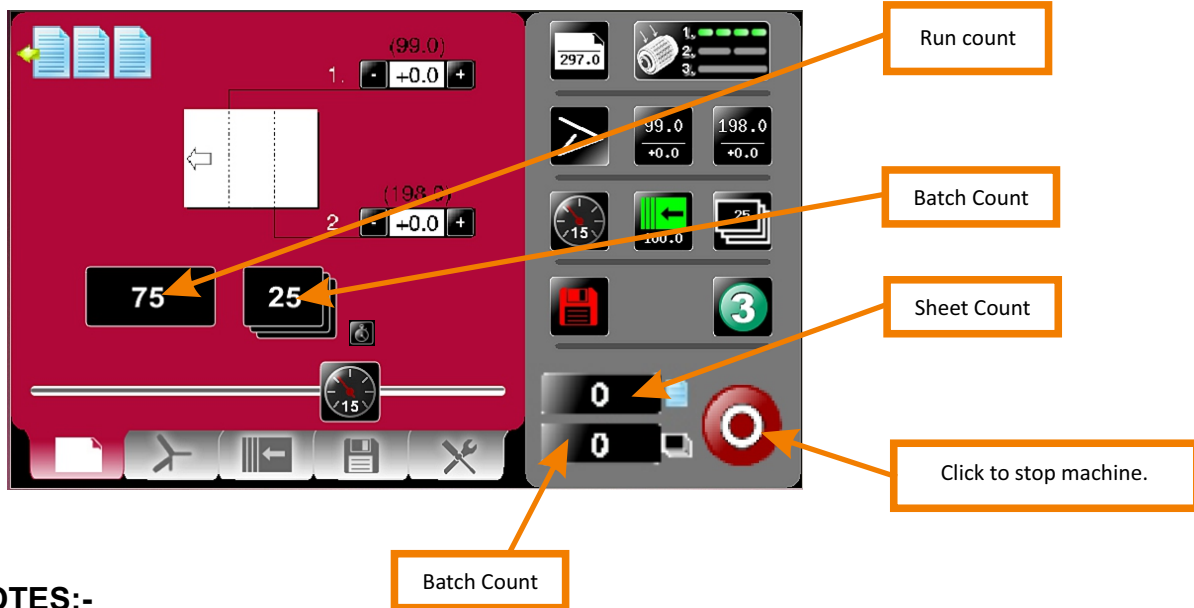 (99.0)
1. - +0.0 +
(198.0)
2 - +0.0 +
75
25
15
297.0
1.
2.
3.
99.0
+0.0
198.0
+0.0
15
100.0
25
3
0
0
Run count
Batch Count
Sheet Count
Click to stop machine.
Batch Count
OTES:-